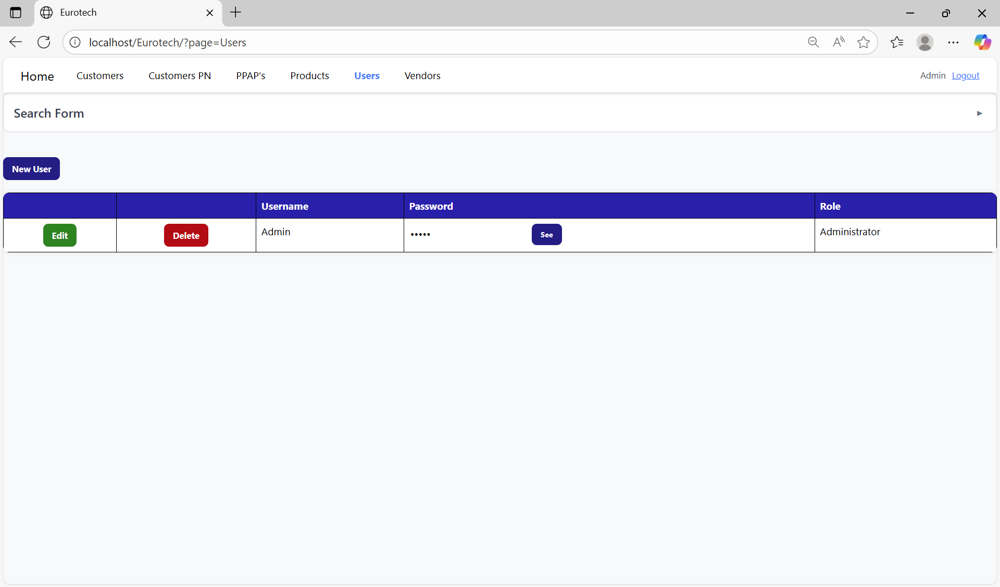 Eurotech
localhost/Eurotech/?page=Users
Home Customers Customers PN PPAP's Products Users Vendors Admin Logout
Search Form
New User
Username Password Role
Edit Delete Admin ••••• See Administrator